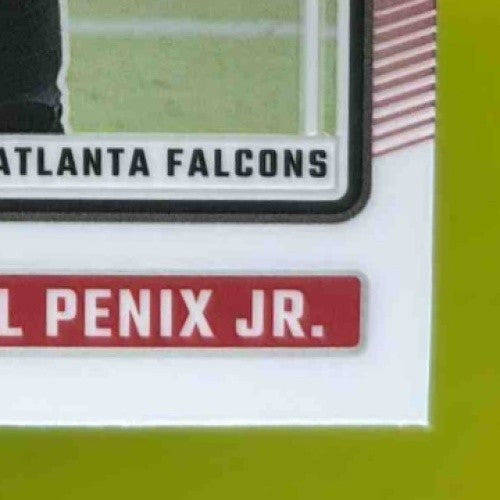 ATLANTA FALCONS
L PENIX JR.